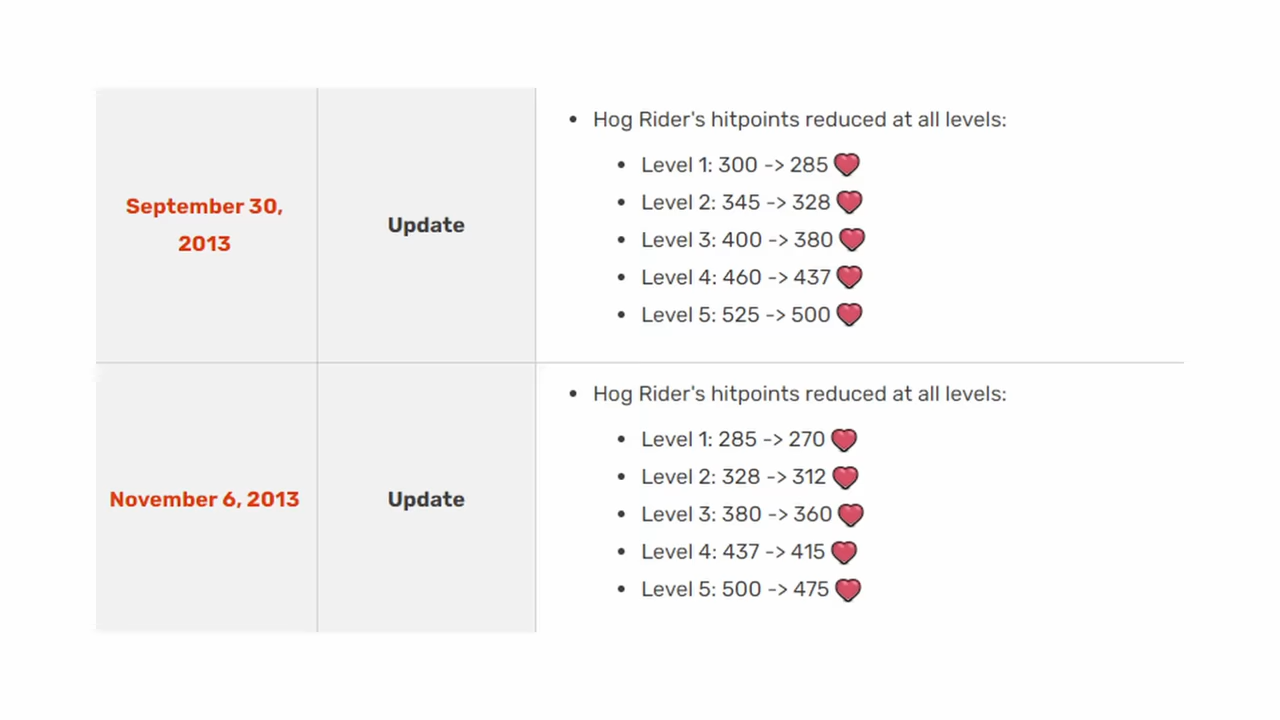 September 30,
2013
Update
• Hog Rider's hitpoints reduced at all levels:
• Level 1: 300 -> 285
• Level 2: 345 -> 328
• Level 3: 400 -> 380
• Level 4: 460 -> 437
• Level 5: 525 -> 500
November 6, 2013
Update
• Hog Rider's hitpoints reduced at all levels:
• Level 1: 285 -> 270
• Level 2: 328 -> 312
• Level 3: 380 -> 360
• Level 4: 437 -> 415
• Level 5: 500 -> 475